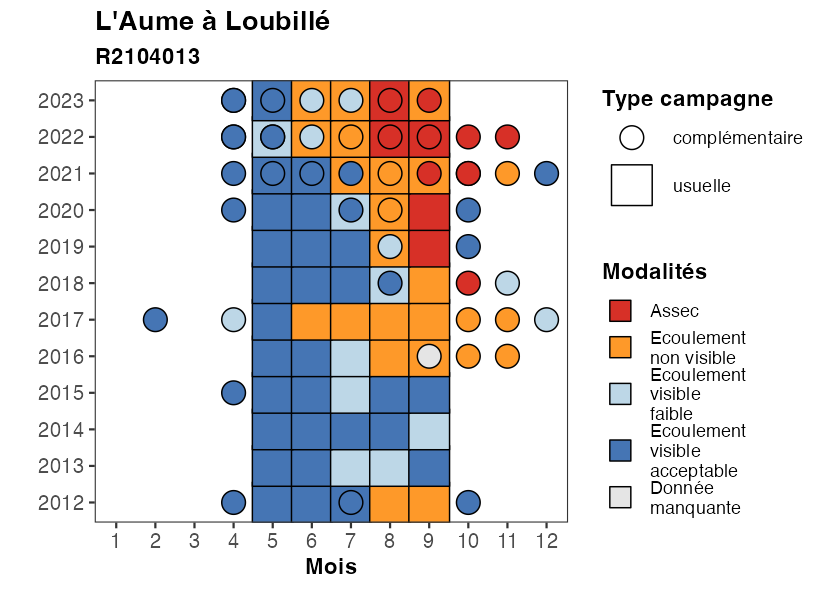 L'Aume à Loubillé
R2104013
2023
2022
2021
2020
2019
2018
2017
2016
2015
2014
2013
2012
1 2 3 4 5 6 7 8 9 10 11 12
Mois
Type campagne
complémentaire
usuelle
Modalités
Assec
Ecoulement
non visible
Ecoulement
visible
faible
Ecoulement
visible
acceptable
Donnée
manquante